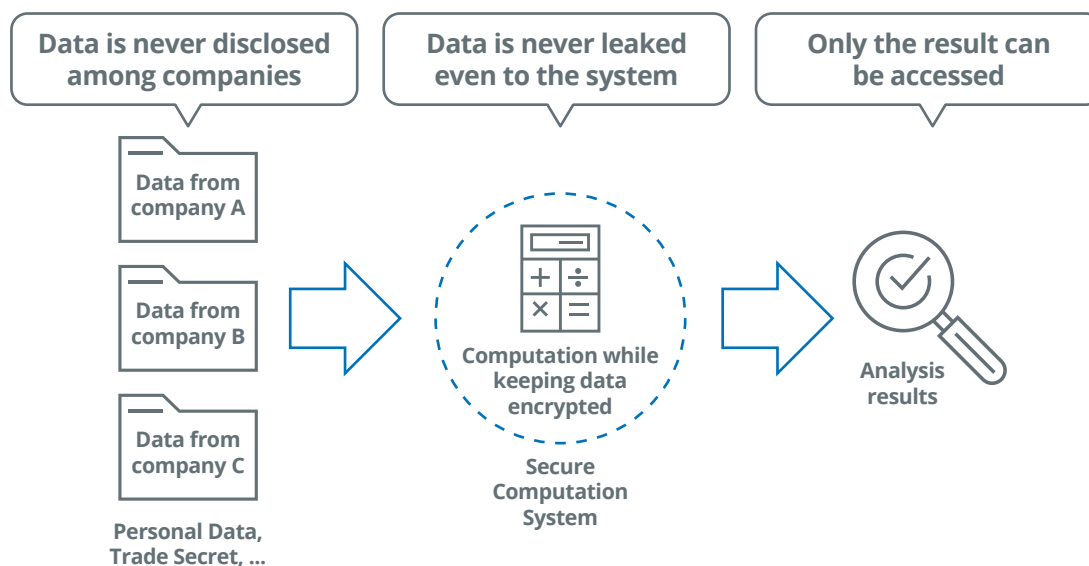 Data is never disclosed
among companies
Data is never leaked
even to the system
Only the result can
be accessed
Data from
company A
Data from
company B
Data from
company C
Personal Data,
Trade Secret, ...
Computation while
keeping data
encrypted
Secure
Computation
System
Analysis
results